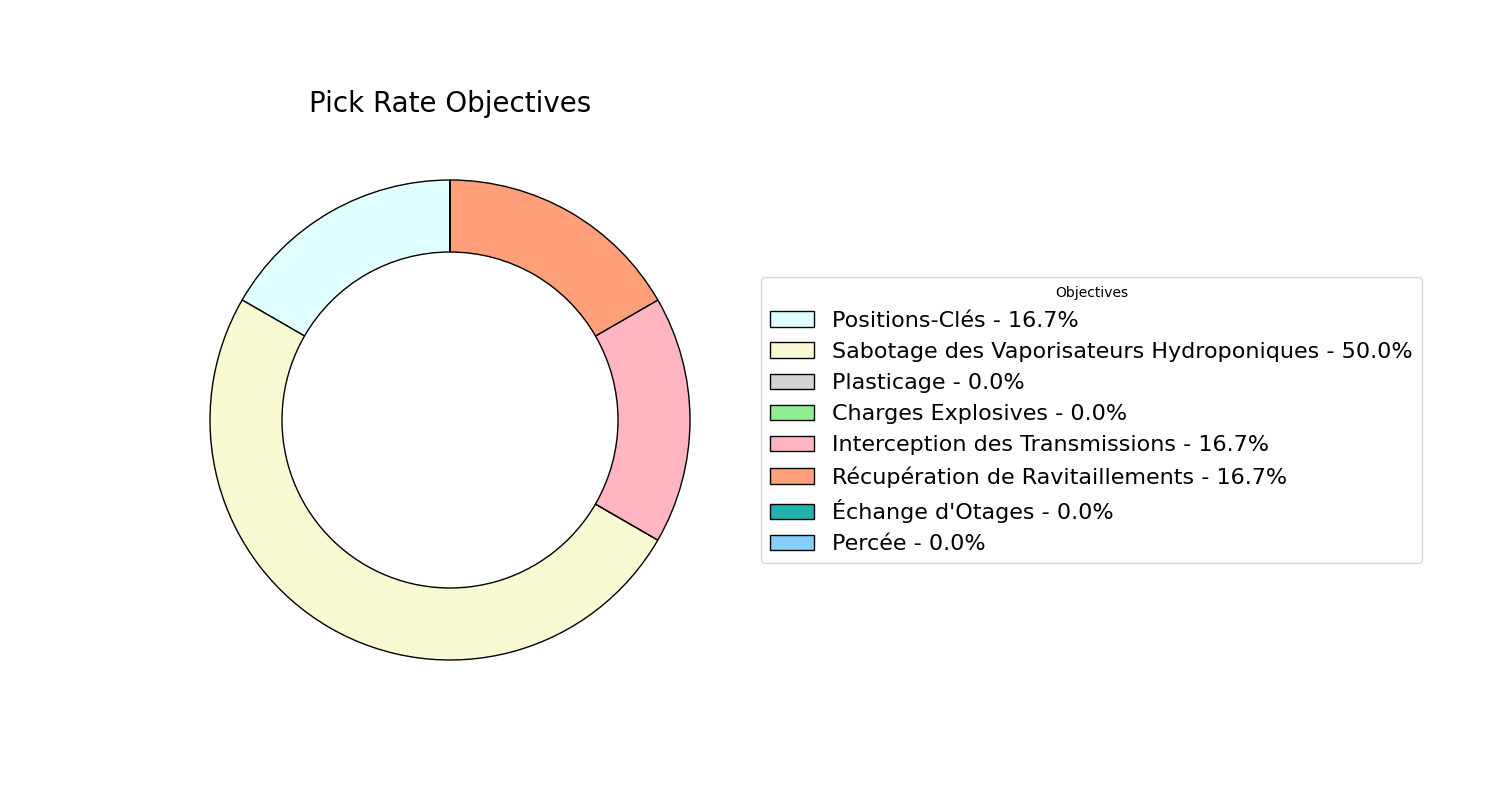 Pick Rate Objectives
Objectives
Positions-Clés - 16.7%
Sabotage des Vaporisateurs Hydroponiques - 50.0%
Plasticage - 0.0%
Charges Explosives - 0.0%
Interception des Transmissions - 16.7%
Récupération de Ravitaillements - 16.7%
Échange d'Otages - 0.0%
Percée - 0.0%